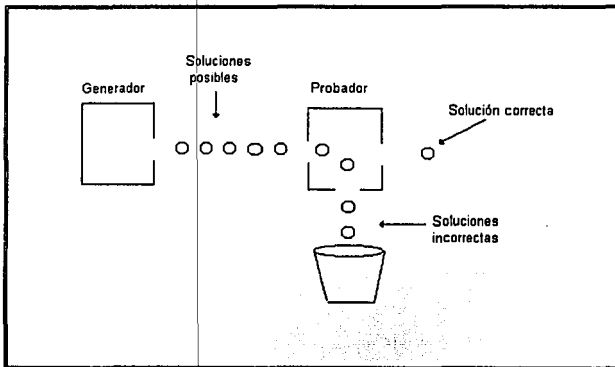 Soluciones
posibles
Generador
Probador
Solución correcta
Soluciones
incorrectas